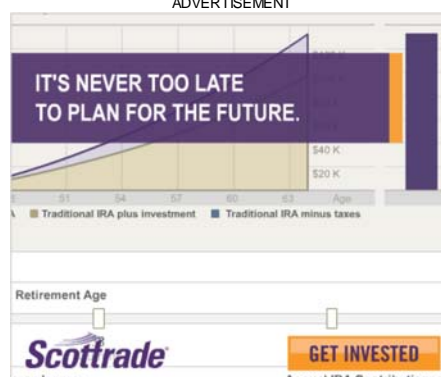 ADVERTISEMENT
IT'S NEVER TOO LATE
TO PLAN FOR THE FUTURE.
$40 K
$20 K
51 54 57 60 63 Age
Traditional IRA plus investment Traditional IRA minus taxes
Retirement Age
Scottrade
GET INVESTED